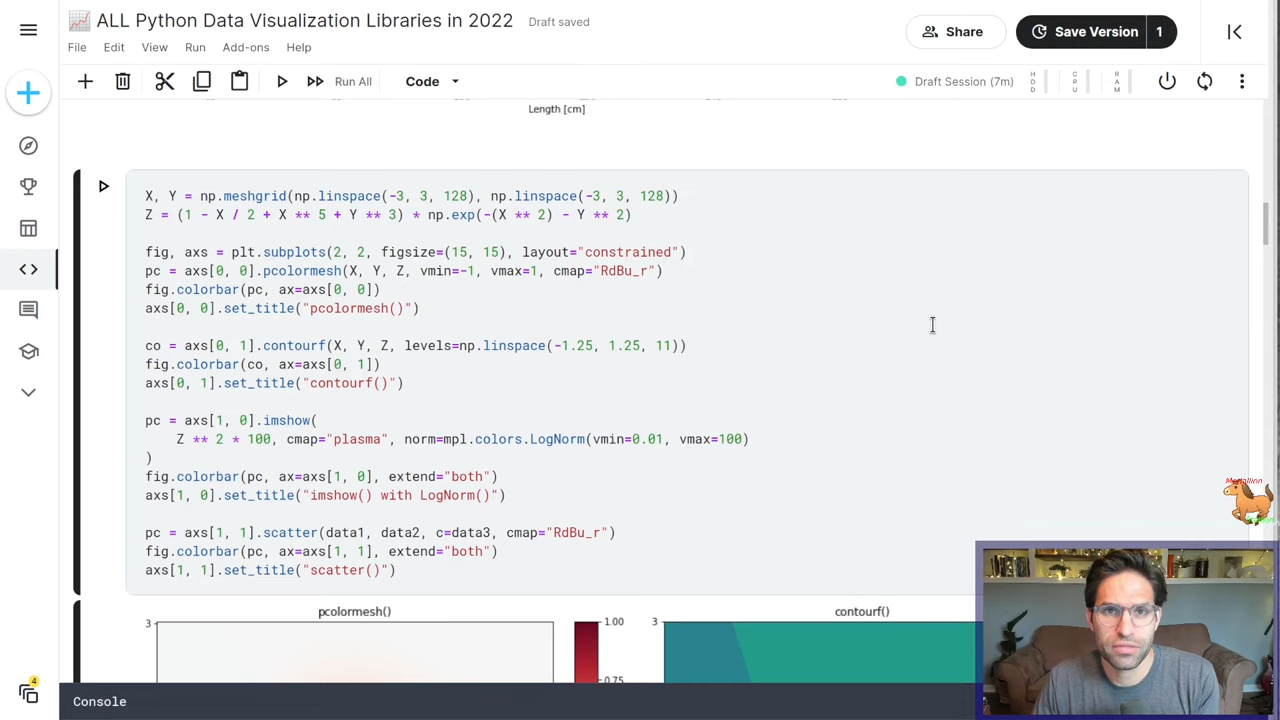 📈 ALL Python Data Visualization Libraries in 2022 Draft saved
Share
Save Version 1
File Edit View Run Add-ons Help
Run All
Code
Draft Session (7m)
HDD
CPU
RAM
Length [cm]
X, Y = np.meshgrid(np.linspace(-3, 3, 128), np.linspace(-3, 3, 128))
Z = (1 - X / 2 + X ** 5 + Y ** 3) * np.exp(-(X ** 2) - Y ** 2)
fig, axs = plt.subplots(2, 2, figsize=(15, 15), layout="constrained")
pc = axs[0, 0].pcolormesh(X, Y, Z, vmin=-1, vmax=1, cmap="RdBu_r")
fig.colorbar(pc, ax=axs[0, 0])
axs[0, 0].set_title("pcolormesh()")
co = axs[0, 1].contourf(X, Y, Z, levels=np.linspace(-1.25, 1.25, 11))
fig.colorbar(co, ax=axs[0, 1])
axs[0, 1].set_title("contourf()")
pc = axs[1, 0].imshow(
    Z ** 2 * 100, cmap="plasma", norm=mpl.colors.LogNorm(vmin=0.01, vmax=100)
)
fig.colorbar(pc, ax=axs[1, 0], extend="both")
axs[1, 0].set_title("imshow() with LogNorm()")
pc = axs[1, 1].scatter(data1, data2, c=data3, cmap="RdBu_r")
fig.colorbar(pc, ax=axs[1, 1], extend="both")
axs[1, 1].set_title("scatter()")
Medallion
pcolormesh()
contourf()
3
1.00
3
0.75
4
Console